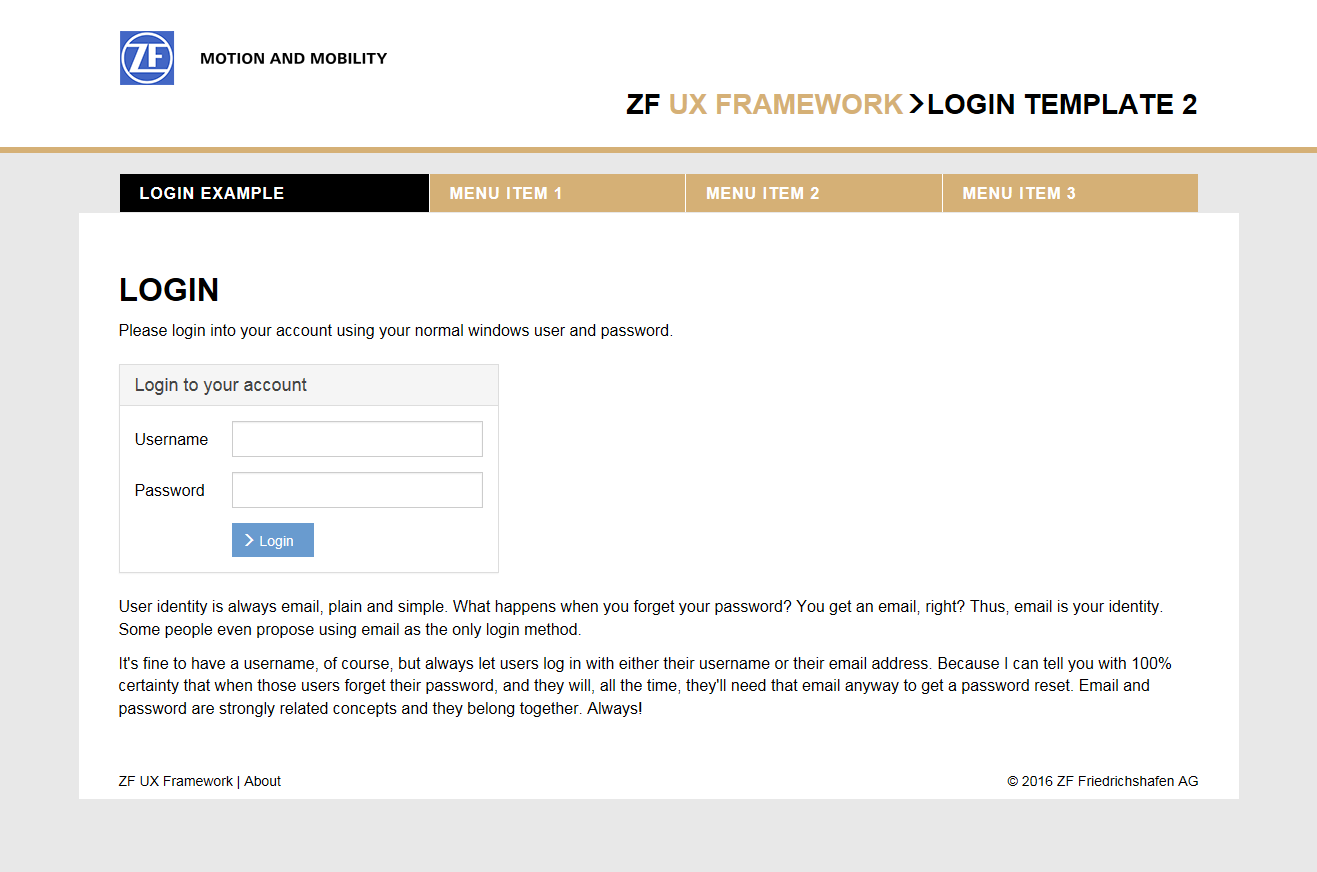 ZF
MOTION AND MOBILITY
ZF UX FRAMEWORK >LOGIN TEMPLATE 2
LOGIN EXAMPLE
MENU ITEM 1
MENU ITEM 2
MENU ITEM 3
LOGIN
Please login into your account using your normal windows user and password.
Login to your account
Username
Password
> Login
User identity is always email, plain and simple. What happens when you forget your password? You get an email, right? Thus, email is your identity.
Some people even propose using email as the only login method.
It's fine to have a username, of course, but always let users log in with either their username or their email address. Because I can tell you with 100%
certainty that when those users forget their password, and they will, all the time, they'll need that email anyway to get a password reset. Email and
password are strongly related concepts and they belong together. Always!
ZF UX Framework | About
© 2016 ZF Friedrichshafen AG